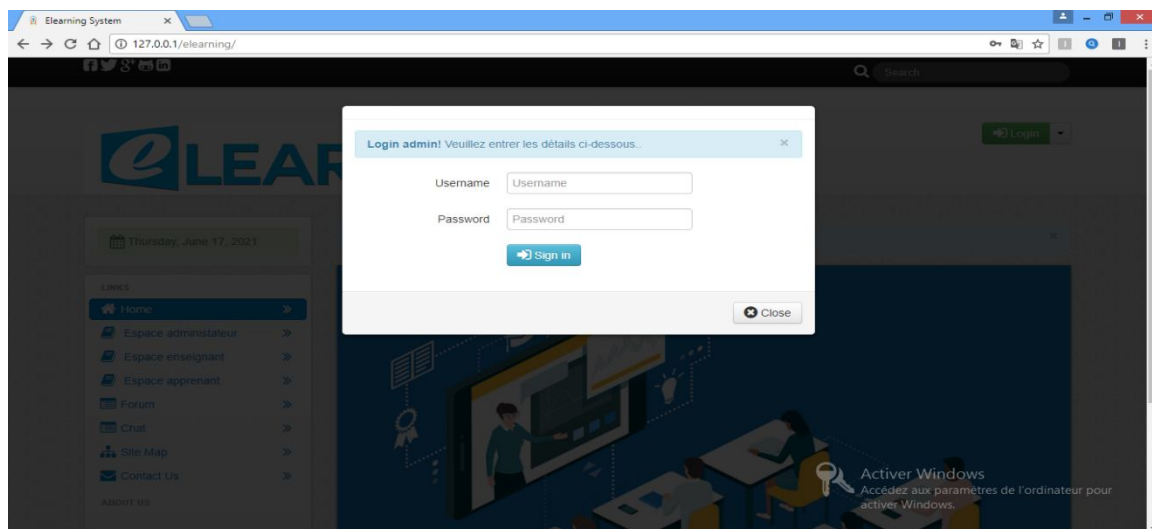 Elearning System
127.0.0.1/elearning/
Search
eLEAR
Login
Login admin! Veuillez entrer les détails ci-dessous..
Username Username
Password Password
Sign in
Close
Thursday, June 17, 2021
LINKS
Home
Espace administateur
Espace enseignant
Espace apprenant
Forum
Chat
Site Map
Contact Us
ABOUT US
Activer Windows
Accédez aux paramètres de l'ordinateur pour
activer Windows.